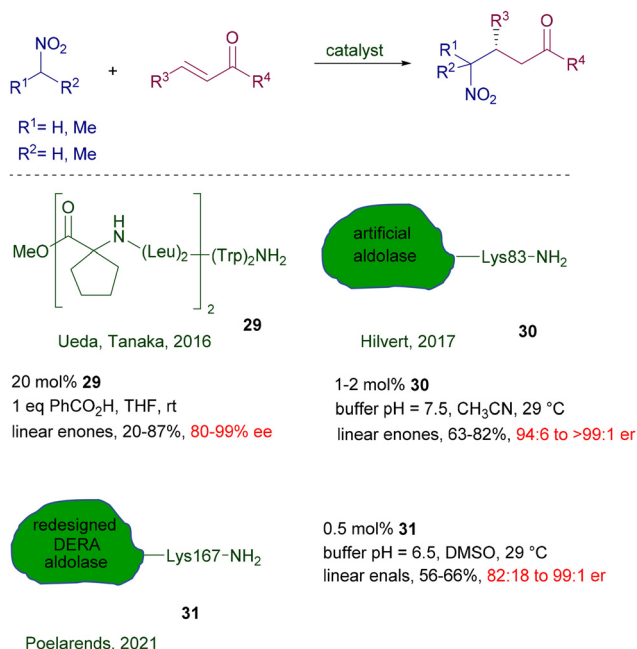 NO₂
R¹ R²
+
O
R³ R⁴
catalyst
R³ O
R¹
R² R⁴
NO₂
R¹= H, Me
R²= H, Me
O
H
MeO N (Leu)₂ (Trp)₂NH₂
2
29
Ueda, Tanaka, 2016
artificial
aldolase
Lys83-NH₂
30
Hilvert, 2017
20 mol% 29
1 eq PhCO₂H, THF, rt
linear enones, 20-87%, 80-99% ee
1-2 mol% 30
buffer pH = 7.5, CH₃CN, 29 °C
linear enones, 63-82%, 94:6 to >99:1 er
redesigned
DERA
aldolase
Lys167-NH₂
31
Poelarends, 2021
0.5 mol% 31
buffer pH = 6.5, DMSO, 29 °C
linear enals, 56-66%, 82:18 to 99:1 er